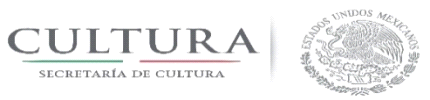 CULTURA
SECRETARÍA DE CULTURA
ESTADOS UNIDOS MEXICANOS